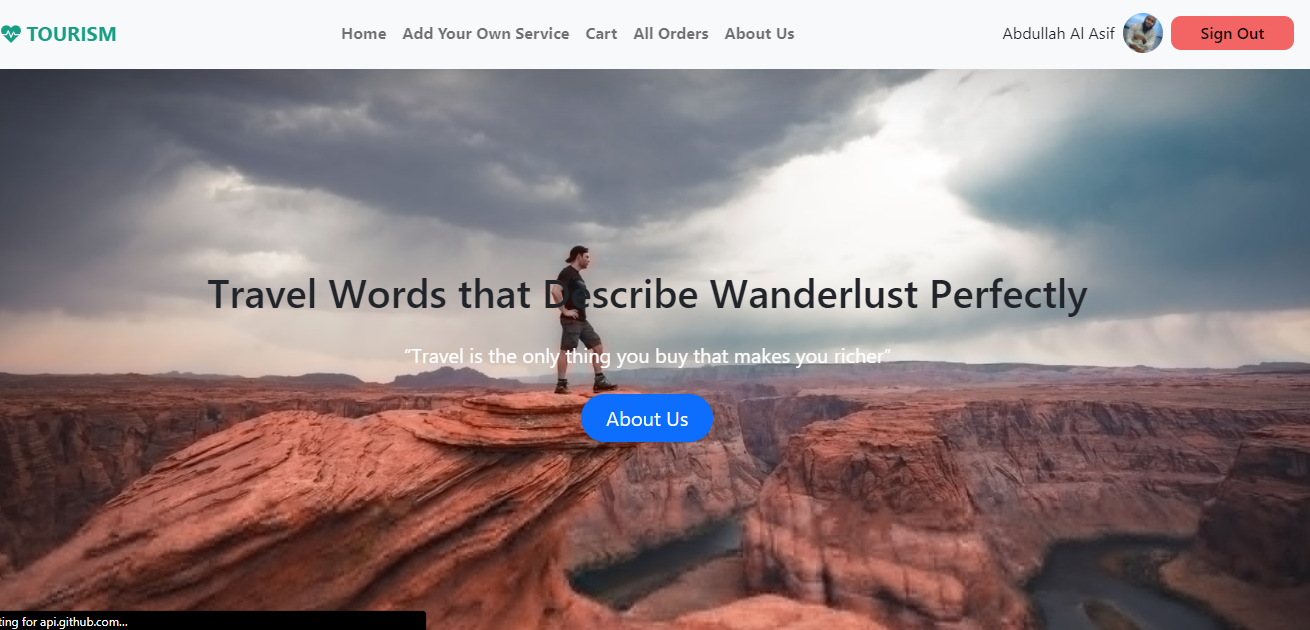 TOURISM
Home Add Your Own Service Cart All Orders About Us
Abdullah Al Asif
Sign Out
Travel Words that Describe Wanderlust Perfectly
“Travel is the only thing you buy that makes you richer”
About Us
ting for api.github.com...